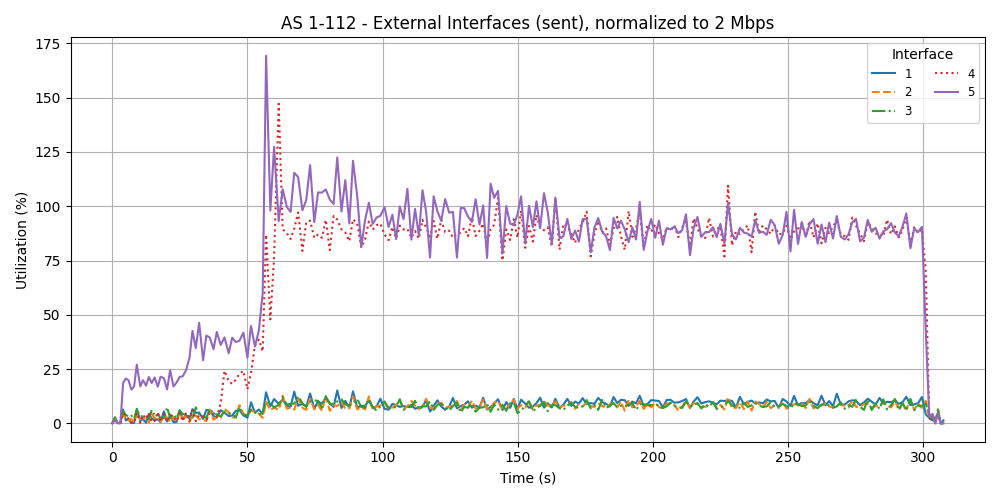 AS 1-112 - External Interfaces (sent), normalized to 2 Mbps
Interface
1
2
3
4
5
Utilization (%)
175
150
125
100
75
50
25
0
0 50 100 150 200 250 300
Time (s)